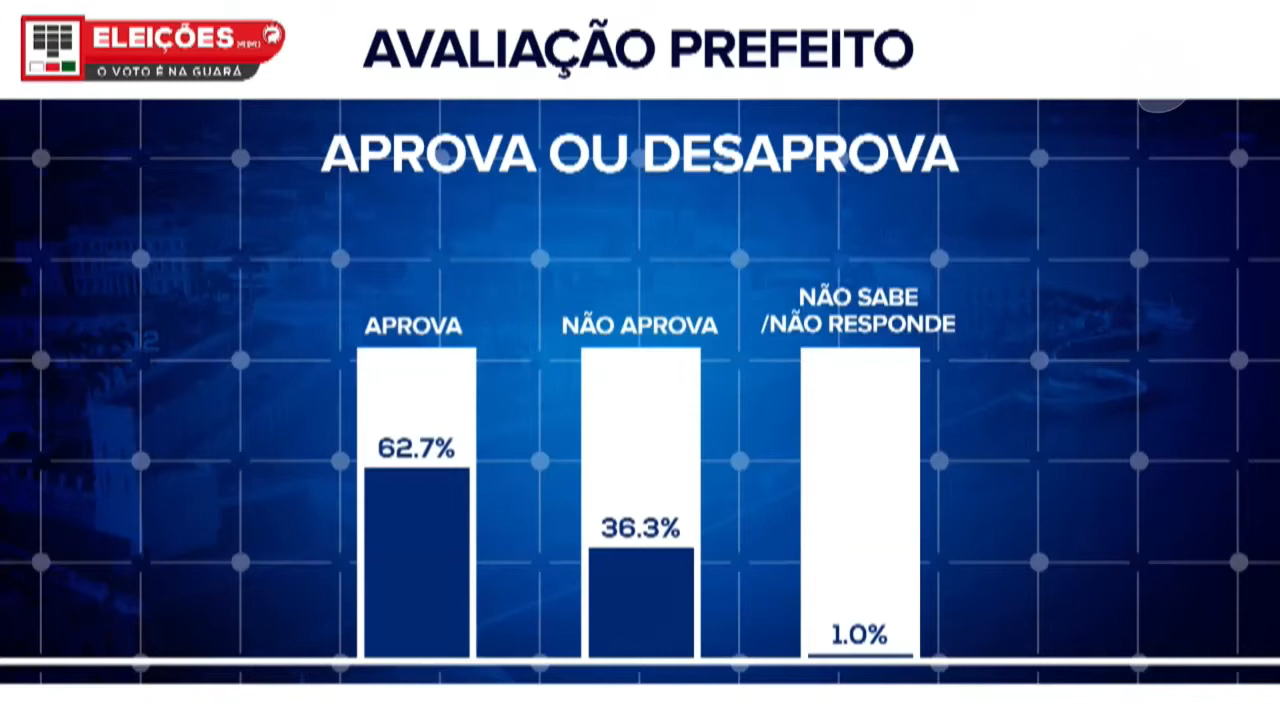 ELEIÇÕES
O VOTO É NA GUARÁ
AVALIAÇÃO PREFEITO
APROVA OU DESAPROVA
APROVA
62.7%
NÃO APROVA
36.3%
NÃO SABE
/NÃO RESPONDE
1.0%